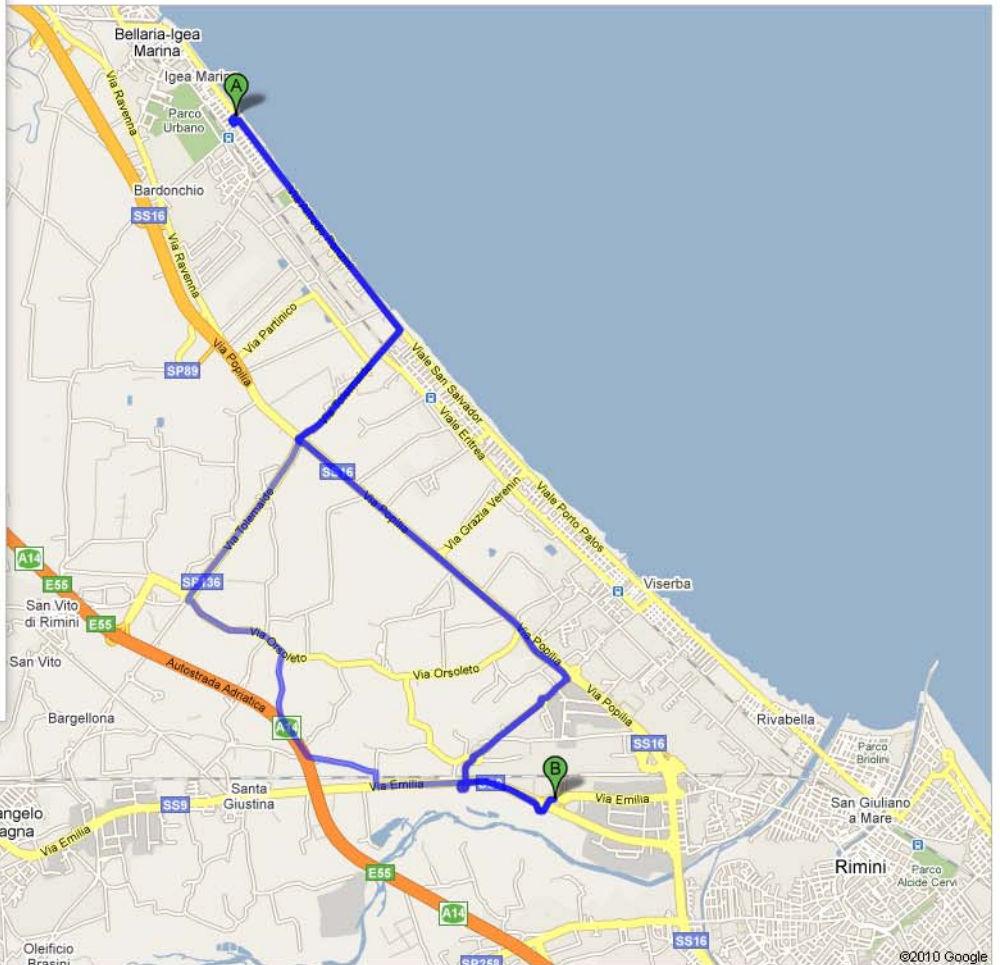 Bellaria-Igea
Marina
Igea Marin
A
Parco
Urbano
Via Ravenna
Bardonchio
SS16
Via Ravenna
Via Partinico
Via Popilia
SP89
Viale San Salvador
Viale Eritrea
SS16
Via Popilia
Via Tolemaide
Via Grazia Verenin
Viale Porto Palos
A14
E55
SP136
Viserba
San Vito
di Rimini
E55
Via Orsoleto
Via Popilia
San Vito
Via Orsoleto
Autostrada Adriatica
Via Popilia
Bargellona
A14
Rivabella
SS16
Parco
Briolini
B
Santa
Giustina
Via Emilia
Via Emilia
SS9
San Giuliano
a Mare
angelo
agna
Via Emilia
Rimini
E55
Parco
Alcide Cervi
A14
SS16
Oleificio
Brasini
SP258
©2010 Google